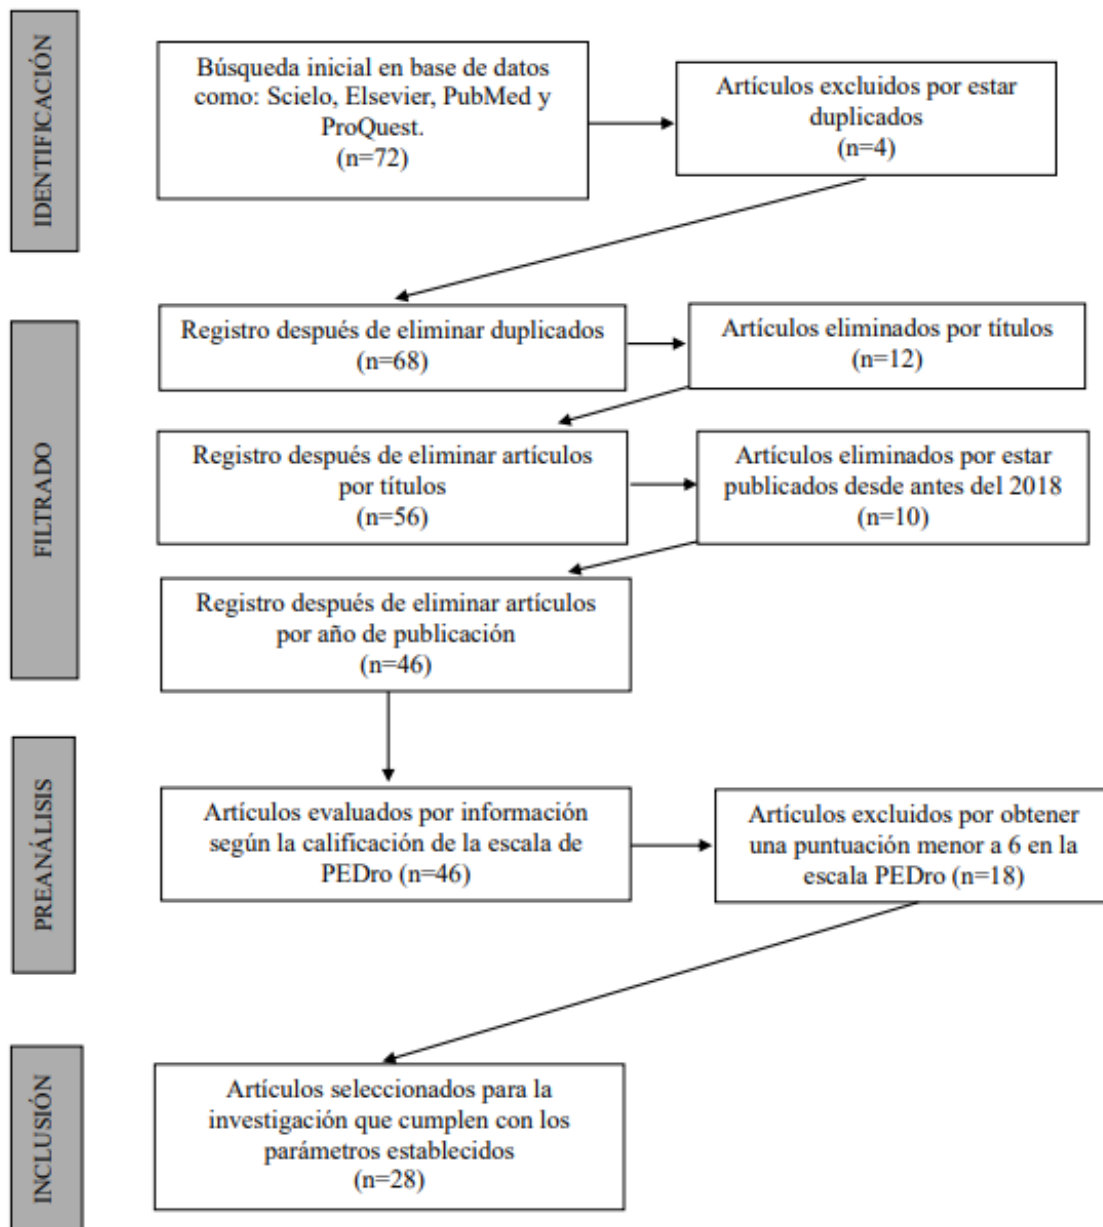 IDENTIFICACIÓN
Búsqueda inicial en base de datos
como: Scielo, Elsevier, PubMed y
ProQuest.
(n=72)
Artículos excluidos por estar
duplicados
(n=4)
FILTRADO
Registro después de eliminar duplicados
(n=68)
Artículos eliminados por títulos
(n=12)
Registro después de eliminar artículos
por títulos
(n=56)
Artículos eliminados por estar
publicados desde antes del 2018
(n=10)
Registro después de eliminar artículos
por año de publicación
(n=46)
PREANÁLISIS
Artículos evaluados por información
según la calificación de la escala de
PEDro (n=46)
Artículos excluidos por obtener
una puntuación menor a 6 en la
escala PEDro (n=18)
INCLUSIÓN
Artículos seleccionados para la
investigación que cumplen con los
parámetros establecidos
(n=28)